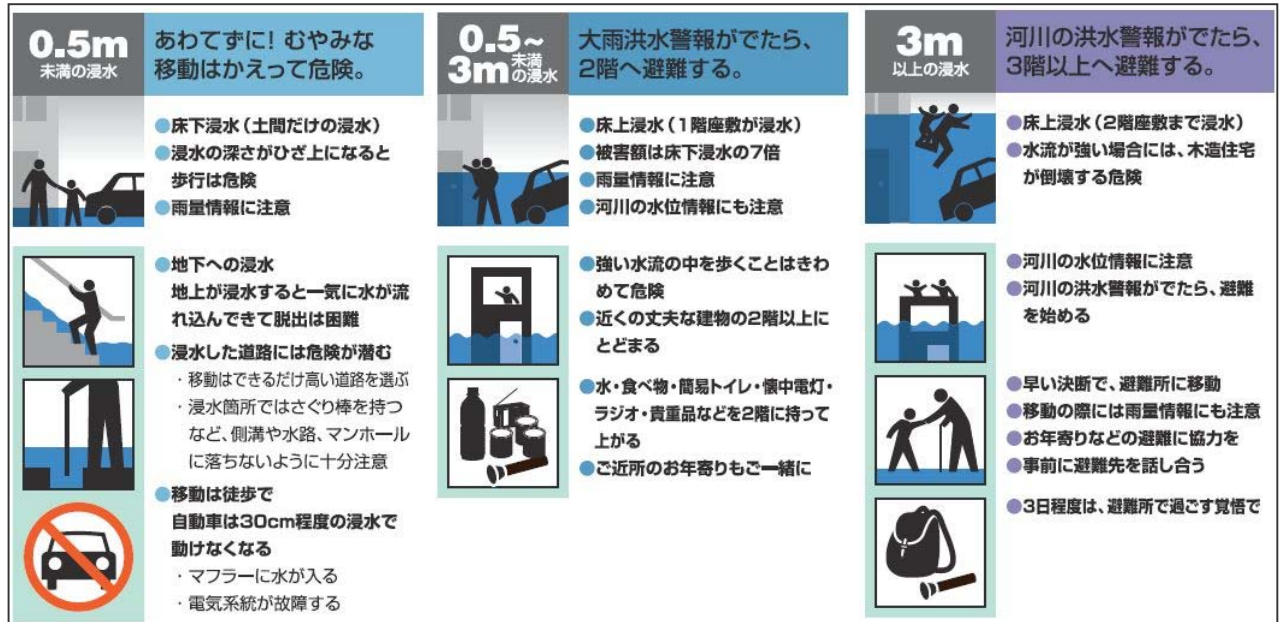 0.5m
未満の浸水
あわてずに! むやみな
移動はかえって危険。
●床下浸水(土間だけの浸水)
●浸水の深さがひざ上になると
歩行は危険
●雨量情報に注意
●地下への浸水
地上が浸水すると一気に水が流
れ込んできて脱出は困難
●浸水した道路には危険が潜む
・移動はできるだけ高い道路を選ぶ
・浸水箇所ではさぐり棒を持つ
など、側溝や水路、マンホール
に落ちないように十分注意
●移動は徒歩で
自動車は30cm程度の浸水で
動けなくなる
・マフラーに水が入る
・電気系統が故障する
0.5~
3m未満の浸水
大雨洪水警報がでたら、
2階へ避難する。
●床上浸水(1階座敷が浸水)
●被害額は床下浸水の7倍
●雨量情報に注意
●河川の水位情報にも注意
●強い水流の中を歩くことはきわ
めて危険
●近くの丈夫な建物の2階以上に
とどまる
●水・食べ物・簡易トイレ・懐中電灯・
ラジオ・貴重品などを2階に持って
上がる
●ご近所のお年寄りもご一緒に
3m
以上の浸水
河川の洪水警報がでたら、
3階以上へ避難する。
●床上浸水(2階座敷まで浸水)
●水流が強い場合には、木造住宅
が倒壊する危険
●河川の水位情報に注意
●河川の洪水警報がでたら、避難
を始める
●早い決断で、避難所に移動
●移動の際には雨量情報にも注意
●お年寄りなどの避難に協力を
●事前に避難先を話し合う
●3日程度は、避難所で過ごす覚悟で